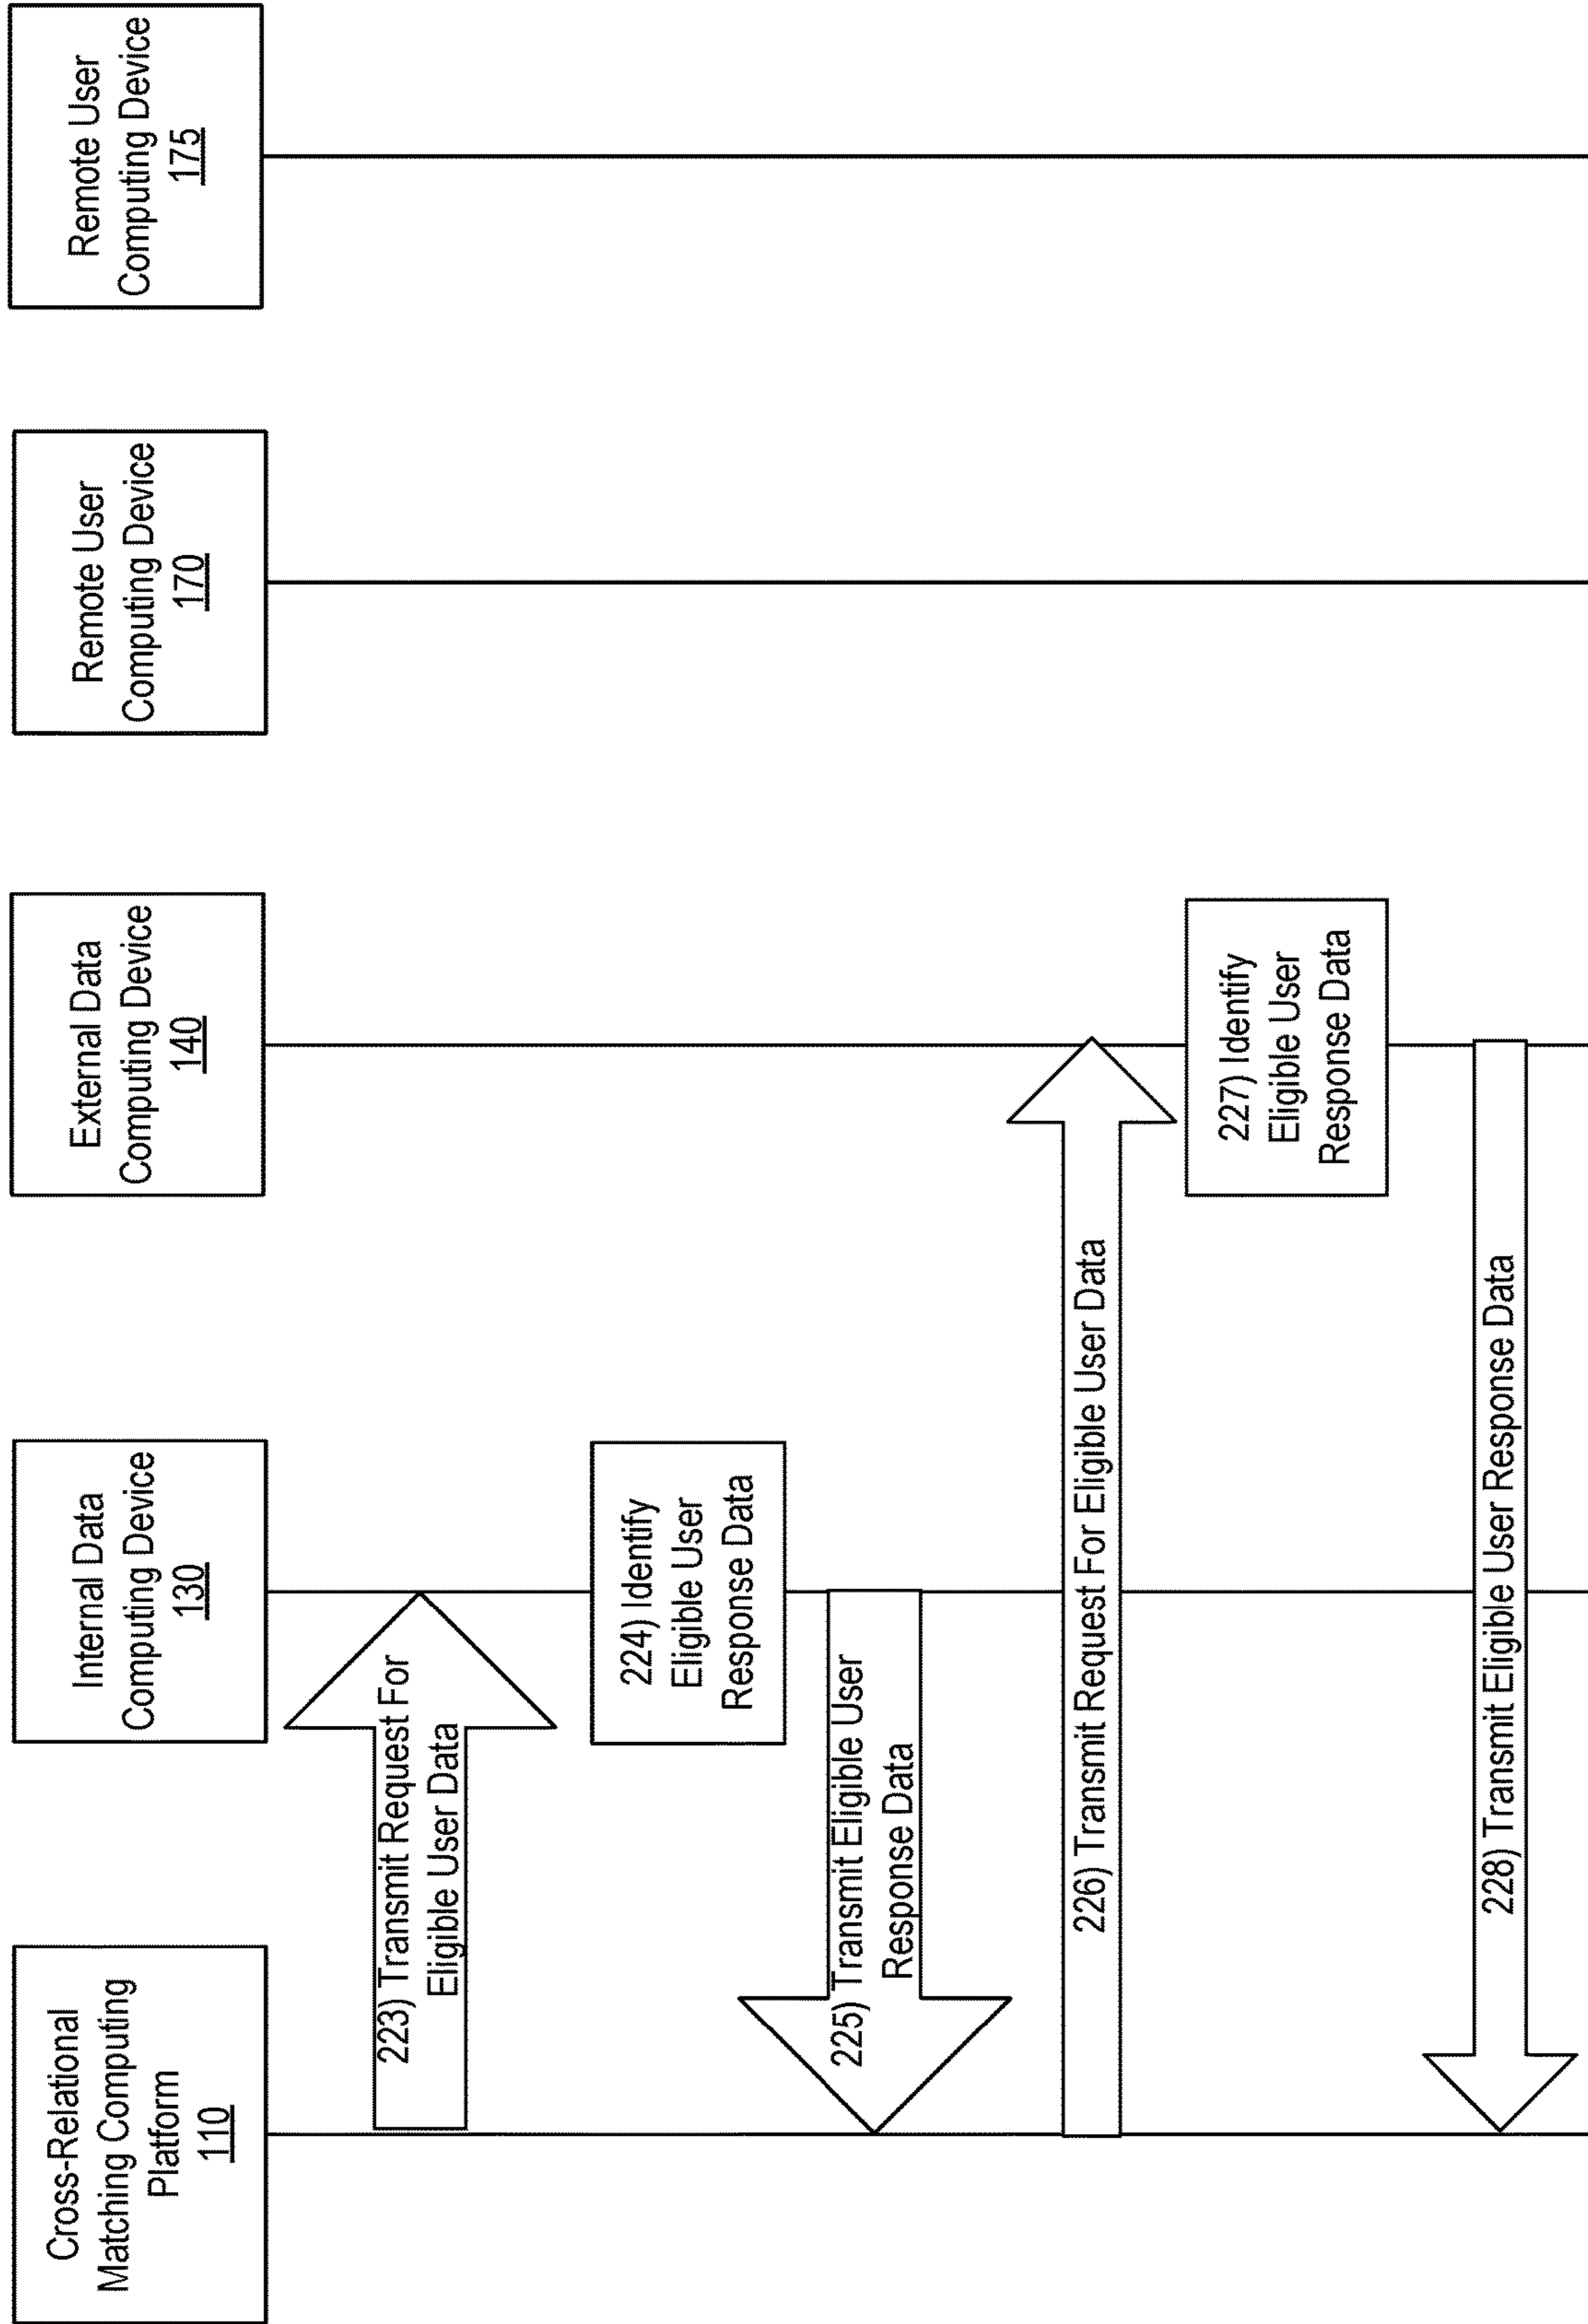 Cross-Relational
Matching Computing
Platform
110
Internal Data
Computing Device
130
External Data
Computing Device
140
Remote User
Computing Device
170
Remote User
Computing Device
175
223) Transmit Request For
Eligible User Data
224) Identify
Eligible User
Response Data
225) Transmit Eligible User
Response Data
226) Transmit Request For Eligible User Data
227) Identify
Eligible User
Response Data
228) Transmit Eligible User Response Data